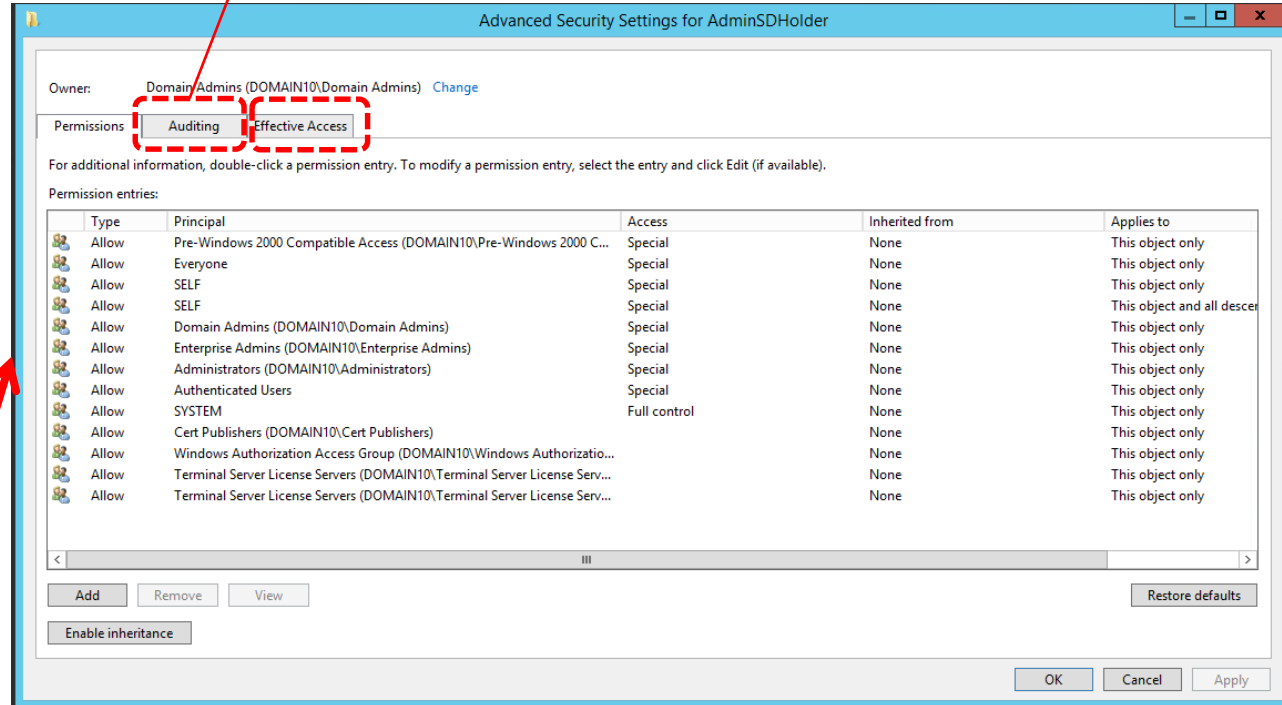 Advanced Security Settings for AdminSDHolder
Owner: Domain Admins (DOMAIN10\Domain Admins) Change
Permissions Auditing Effective Access
For additional information, double-click a permission entry. To modify a permission entry, select the entry and click Edit (if available).
Permission entries:
Type Principal Access Inherited from Applies to
Allow Pre-Windows 2000 Compatible Access (DOMAIN10\Pre-Windows 2000 C... Special None This object only
Allow Everyone Special None This object only
Allow SELF Special None This object only
Allow SELF Special None This object and all descer
Allow Domain Admins (DOMAIN10\Domain Admins) Special None This object only
Allow Enterprise Admins (DOMAIN10\Enterprise Admins) Special None This object only
Allow Administrators (DOMAIN10\Administrators) Special None This object only
Allow Authenticated Users Special None This object only
Allow SYSTEM Full control None This object only
Allow Cert Publishers (DOMAIN10\Cert Publishers) None This object only
Allow Windows Authorization Access Group (DOMAIN10\Windows Authorizatio... None This object only
Allow Terminal Server License Servers (DOMAIN10\Terminal Server License Serv... None This object only
Allow Terminal Server License Servers (DOMAIN10\Terminal Server License Serv... None This object only
Add Remove View Restore defaults
Enable inheritance
OK Cancel Apply